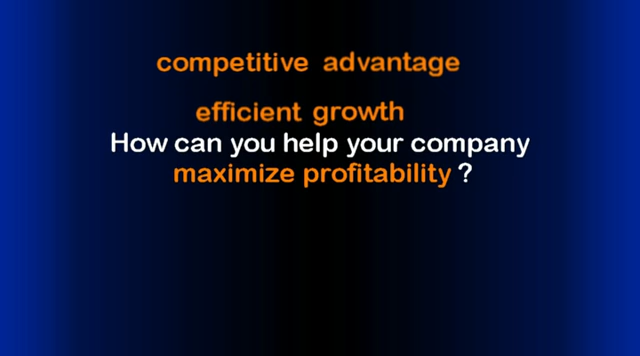 competitive advantage
efficient growth
How can you help your company
maximize profitability ?